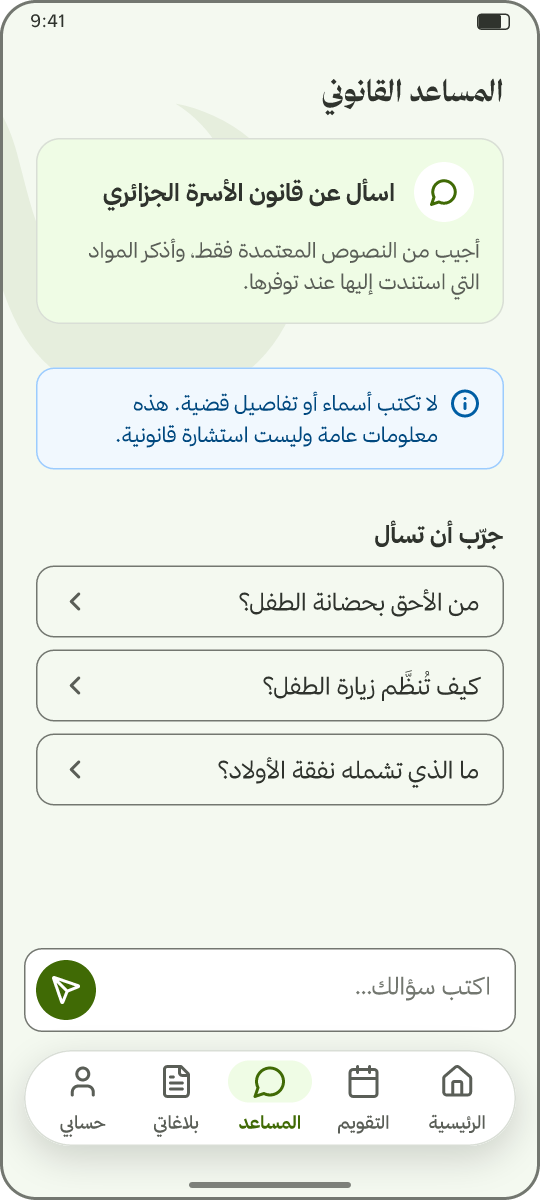 9:41
المساعد القانوني
اسأل عن قانون الأسرة الجزائري
أجيب من النصوص المعتمدة فقط، وأذكر المواد
التي استندت إليها عند توفرها.
لا تكتب أسماء أو تفاصيل قضية. هذه
معلومات عامة وليست استشارة قانونية.
جرّب أن تسأل
من الأحق بحضانة الطفل؟
كيف تُنظَّم زيارة الطفل؟
ما الذي تشمله نفقة الأولاد؟
اكتب سؤالك...
الرئيسية
التقويم
المساعد
بلاغاتي
حسابي